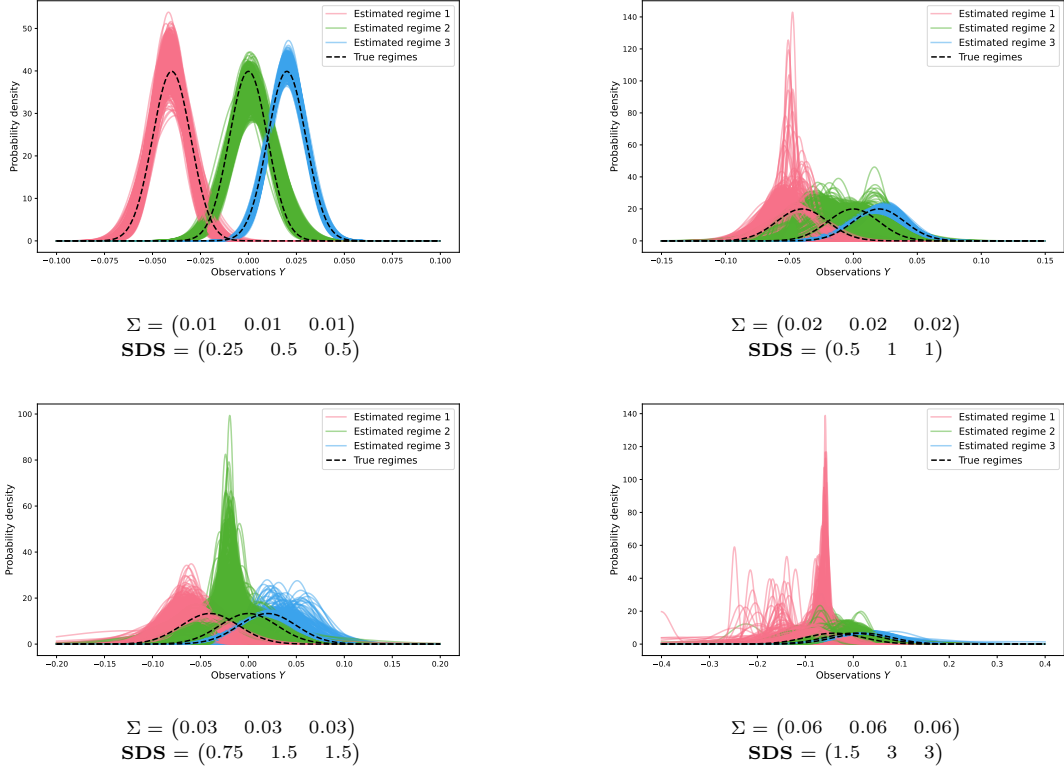 Probability density
50
40
30
20
10
0
−0.100 −0.075 −0.050 −0.025 0.000 0.025 0.050 0.075 0.100
Observations Y
Estimated regime 1
Estimated regime 2
Estimated regime 3
True regimes
Σ = (0.01 0.01 0.01)
SDS = (0.25 0.5 0.5)
Probability density
140
120
100
80
60
40
20
0
−0.15 −0.10 −0.05 0.00 0.05 0.10 0.15
Observations Y
Estimated regime 1
Estimated regime 2
Estimated regime 3
True regimes
Σ = (0.02 0.02 0.02)
SDS = (0.5 1 1)
Probability density
100
80
60
40
20
0
−0.20 −0.15 −0.10 −0.05 0.00 0.05 0.10 0.15 0.20
Observations Y
Estimated regime 1
Estimated regime 2
Estimated regime 3
True regimes
Σ = (0.03 0.03 0.03)
SDS = (0.75 1.5 1.5)
Probability density
140
120
100
80
60
40
20
0
−0.4 −0.3 −0.2 −0.1 0.0 0.1 0.2 0.3 0.4
Observations Y
Estimated regime 1
Estimated regime 2
Estimated regime 3
True regimes
Σ = (0.06 0.06 0.06)
SDS = (1.5 3 3)